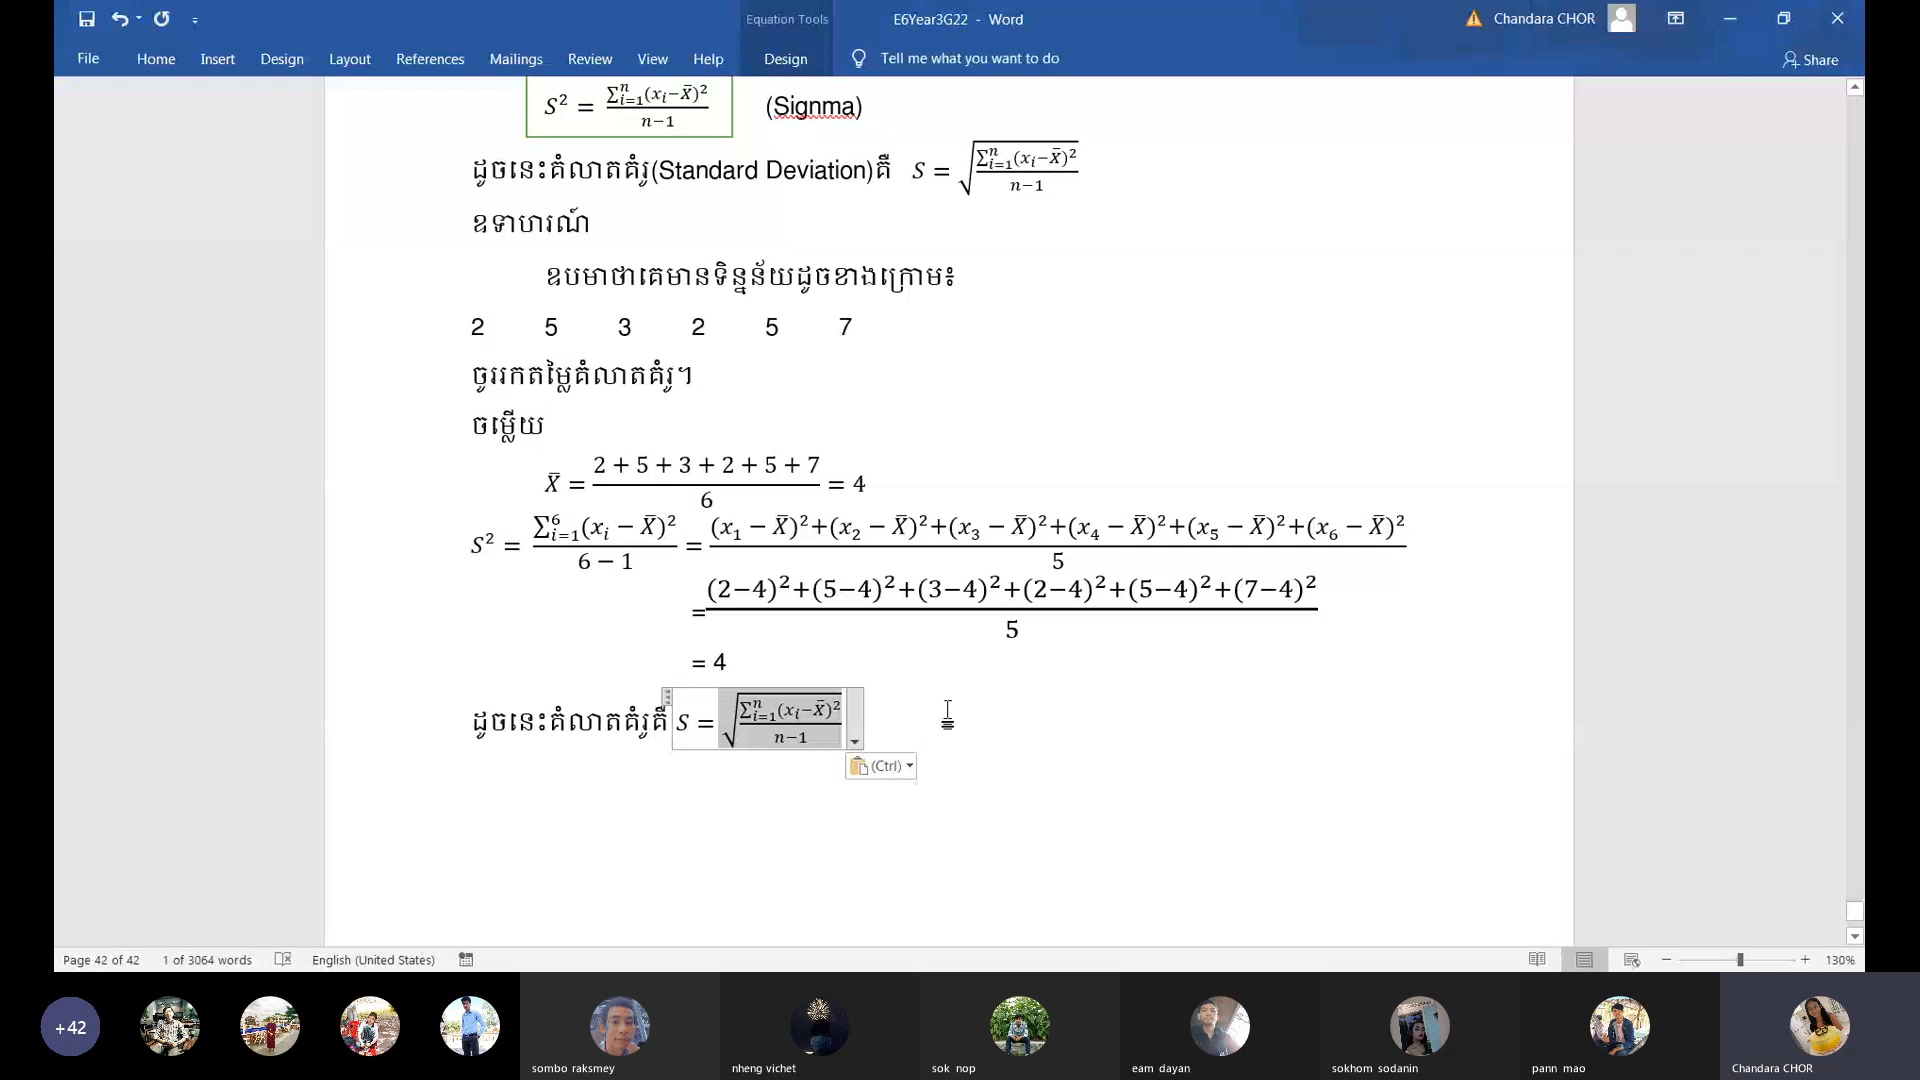 Equation Tools
E6Year3G22 - Word
Chandara CHOR
File Home Insert Design Layout References Mailings Review View Help Design Tell me what you want to do Share
S² = ∑ᵢ₌₁ⁿ(xᵢ−X̄)² / n−1 (Signma)
ដូចនេះគំលាតគំរូ(Standard Deviation)គឺ S = √(∑ᵢ₌₁ⁿ(xᵢ−X̄)² / n−1)
ឧទាហរណ៍
ឧបមាថាគេមានទិន្នន័យដូចខាងក្រោម៖
2 5 3 2 5 7
ចូររកតម្លៃគំលាតគំរូ។
ចម្លើយ
X̄ = (2 + 5 + 3 + 2 + 5 + 7) / 6 = 4
S² = ∑ᵢ₌₁⁶(xᵢ − X̄)² / 6 − 1 = (x₁ − X̄)²+(x₂ − X̄)²+(x₃ − X̄)²+(x₄ − X̄)²+(x₅ − X̄)²+(x₆ − X̄)² / 5
= (2−4)²+(5−4)²+(3−4)²+(2−4)²+(5−4)²+(7−4)² / 5
= 4
ដូចនេះគំលាតគំរូគឺ S = √(∑ᵢ₌₁ⁿ(xᵢ−X̄)² / n−1)
(Ctrl)
Page 42 of 42 1 of 3064 words English (United States) 130%
+42
sombo raksmey nheng vichet sok nop eam dayan sokhom sodanin pann mao Chandara CHOR